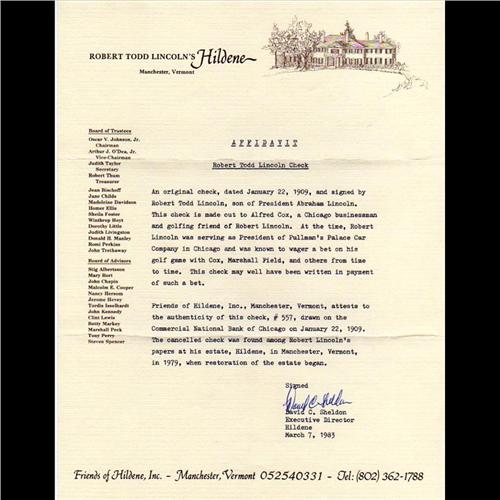 ROBERT TODD LINCOLN'S Hildene
Manchester, Vermont
Board of Trustees
Oscar V. Johnson, Jr.
Chairman
Arthur J. O'Dea, Jr.
Vice-Chairman
Judith Taylor
Secretary
Robert Thum
Treasurer
Jean Bischoff
Jane Childs
Madeleine Davidson
Homer Ellis
Sheila Foster
Winthrop Hoyt
Dorothy Little
Judith Livingston
Donald H. Manley
Romi Perkins
John Trethaway
Board of Advisors
Stig Albertsson
Mary Bort
John Chapin
Malcolm E. Cooper
Nancy Hersom
Jerome Hevey
Tordis Isselhardt
John Kennedy
Clint Lewis
Betty Markey
Marshall Peck
Tony Perry
Steven Spencer
AFFIDAVIT
Robert Todd Lincoln Check
An original check, dated January 22, 1909, and signed by
Robert Todd Lincoln, son of President Abraham Lincoln.
This check is made out to Alfred Cox, a Chicago businessman
and golfing friend of Robert Lincoln. At the time, Robert
Lincoln was serving as President of Pullman's Palace Car
Company in Chicago and was known to wager a bet on his
golf game with Cox, Marshall Field, and others from time
to time. This check may well have been written in payment
of such a bet.
Friends of Hildene, Inc., Manchester, Vermont, attests to
the authenticity of this check, # 557, drawn on the
Commercial National Bank of Chicago on January 22, 1909.
The cancelled check was found among Robert Lincoln's
papers at his estate, Hildene, in Manchester, Vermont,
in 1979, when restoration of the estate began.
Signed
David C. Sheldon
David C. Sheldon
Executive Director
Hildene
March 7, 1983
Friends of Hildene, Inc. - Manchester, Vermont 052540331 - Tel: (802) 362-1788